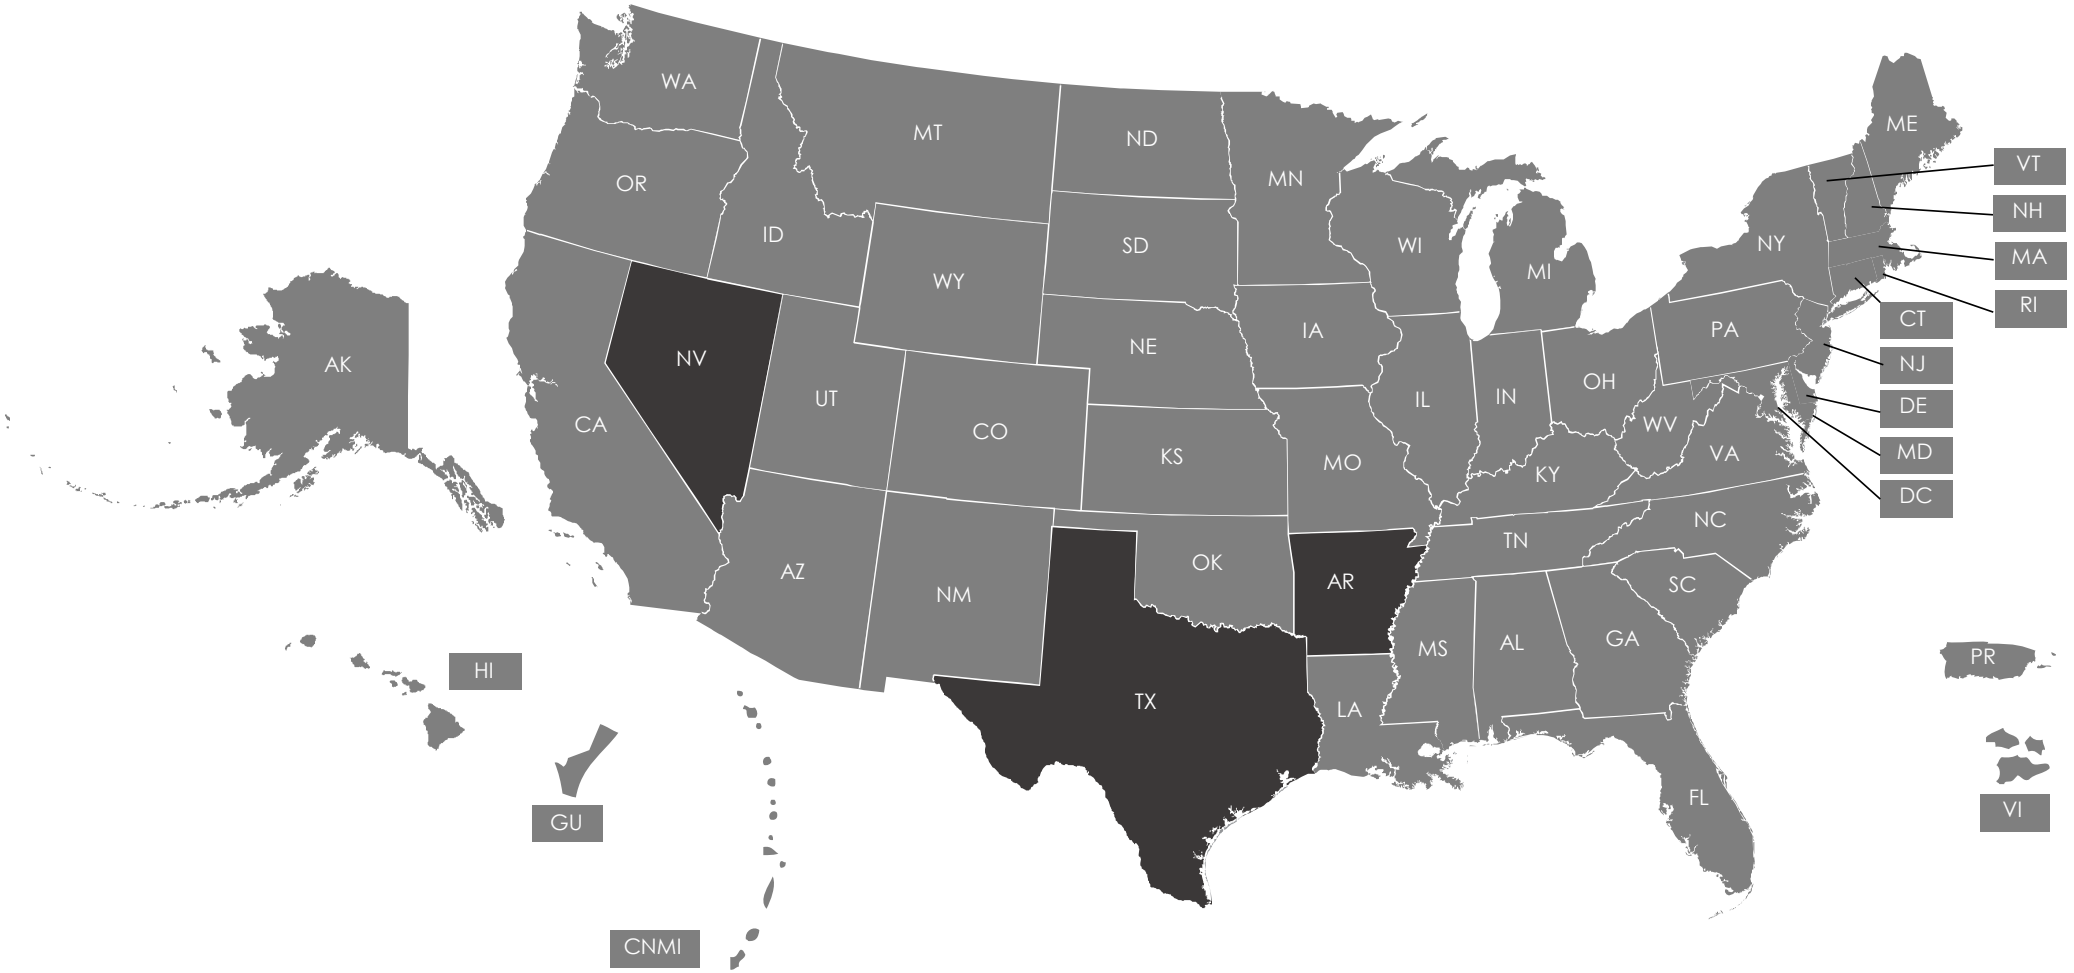 WA
MT
ND
MN
ME
VT
OR
ID
WY
SD
WI
MI
NY
NH
MA
RI
CT
NJ
DE
MD
DC
AK
NV
CA
UT
CO
NE
IA
IL
IN
OH
PA
WV
VA
KS
MO
KY
AZ
NM
OK
AR
TN
NC
SC
TX
LA
MS
AL
GA
FL
HI
GU
CNMI
PR
VI